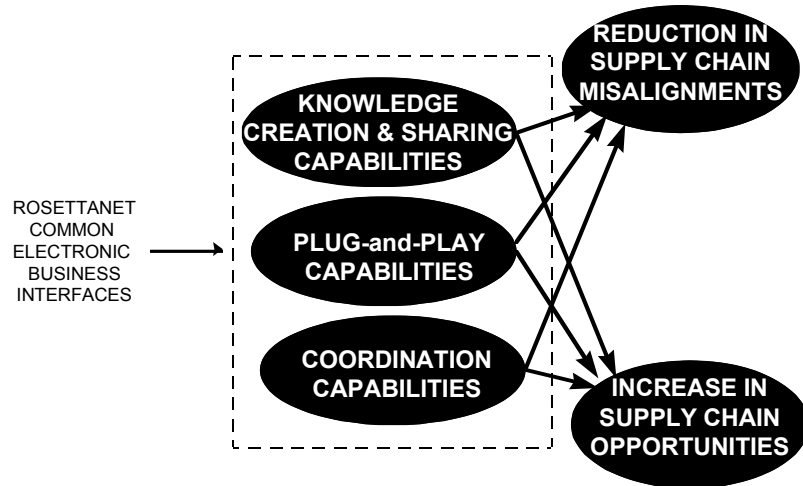 ROSETTANET
COMMON
ELECTRONIC
BUSINESS
INTERFACES
KNOWLEDGE
CREATION & SHARING
CAPABILITIES
PLUG-and-PLAY
CAPABILITIES
COORDINATION
CAPABILITIES
REDUCTION IN
SUPPLY CHAIN
MISALIGNMENTS
INCREASE IN
SUPPLY CHAIN
OPPORTUNITIES